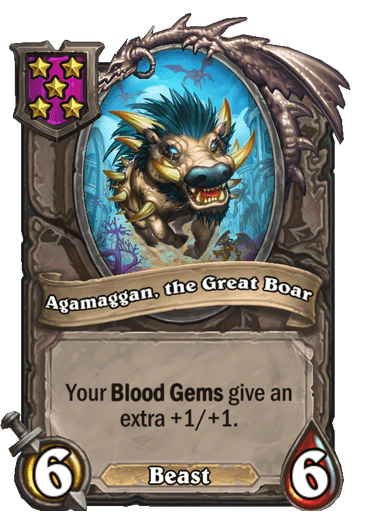 Agamaggan, the Great Boar
Your Blood Gems give an
extra +1/+1.
6
Beast
6